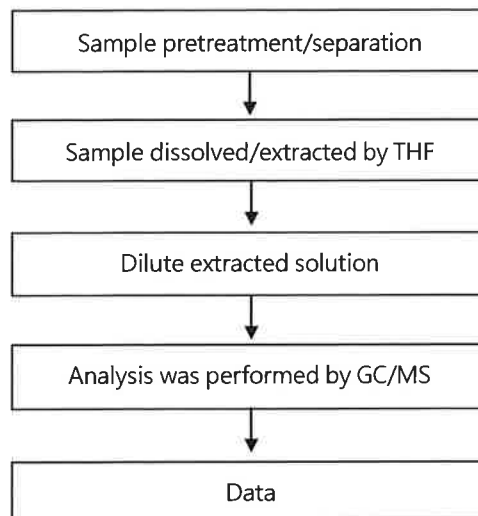 Sample pretreatment/separation
Sample dissolved/extracted by THF
Dilute extracted solution
Analysis was performed by GC/MS
Data